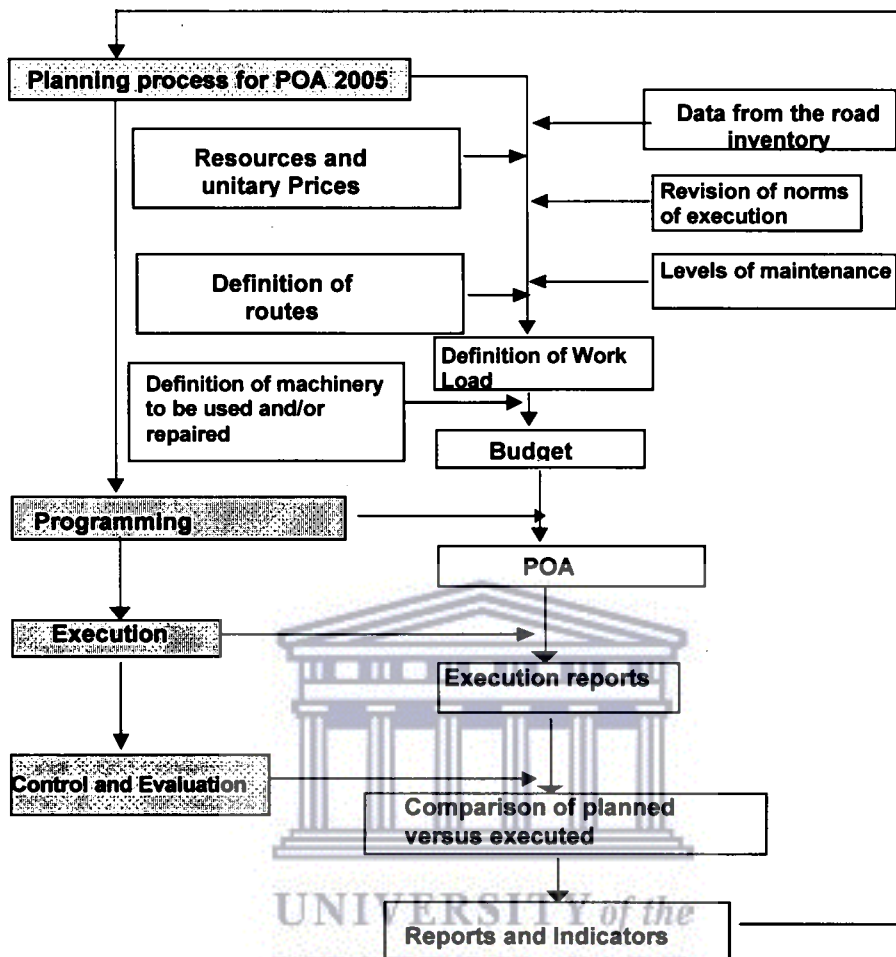 Planning process for POA 2005
Data from the road
inventory
Resources and
unitary Prices
Revision of norms
of execution
Levels of maintenance
Definition of
routes
Definition of Work
Load
Definition of machinery
to be used and/or
repaired
Budget
Programming
POA
Execution
Execution reports
Control and Evaluation
Comparison of planned
versus executed
UNIVERSITY of the
Reports and Indicators